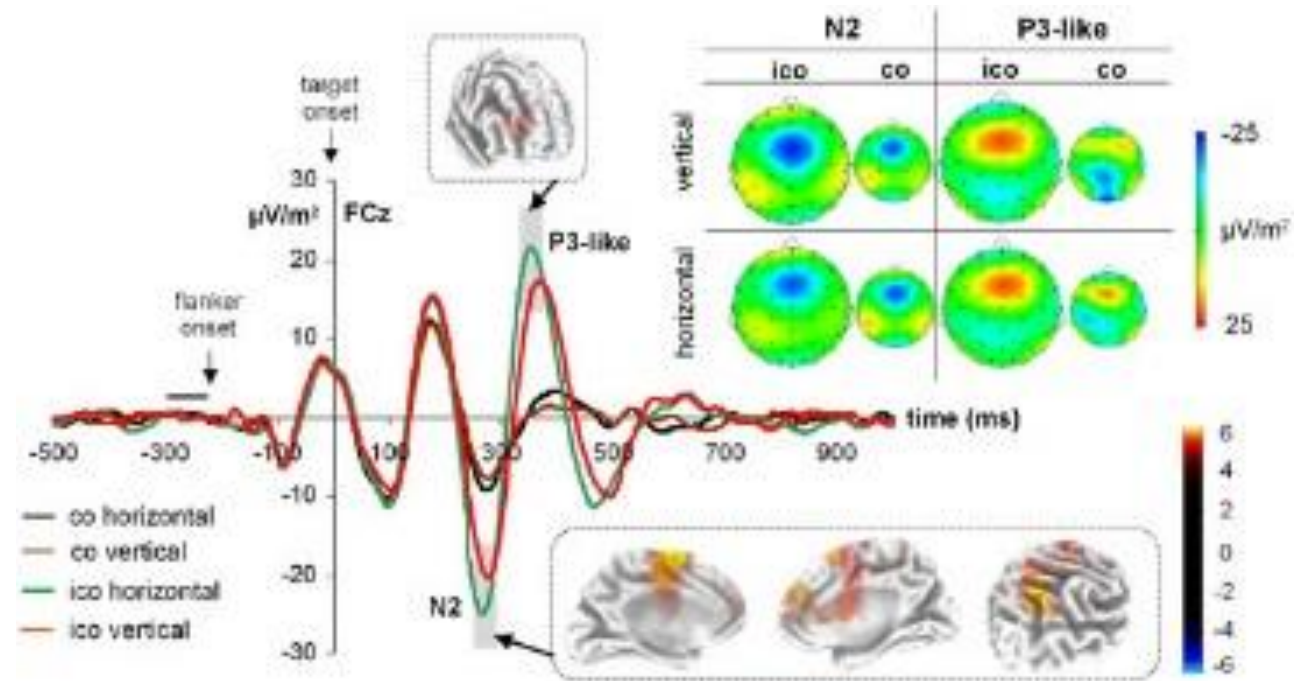 N2 P3-like
ico co ico co
target
onset
vertical
-25
30
µV/m² FCz
P3-like
µV/m²
20
flanker
onset
horizontal
25
10
time (ms)
-500 -300 -100 100 300 500 700 900
6
4
-10
2
co horizontal
0
co vertical
-2
-20
ico horizontal
N2
-4
ico vertical
-30
-6